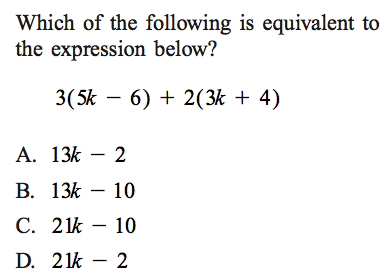 Which of the following is equivalent to
the expression below?
3(5k − 6) + 2(3k + 4)
A. 13k − 2
B. 13k − 10
C. 21k − 10
D. 21k − 2